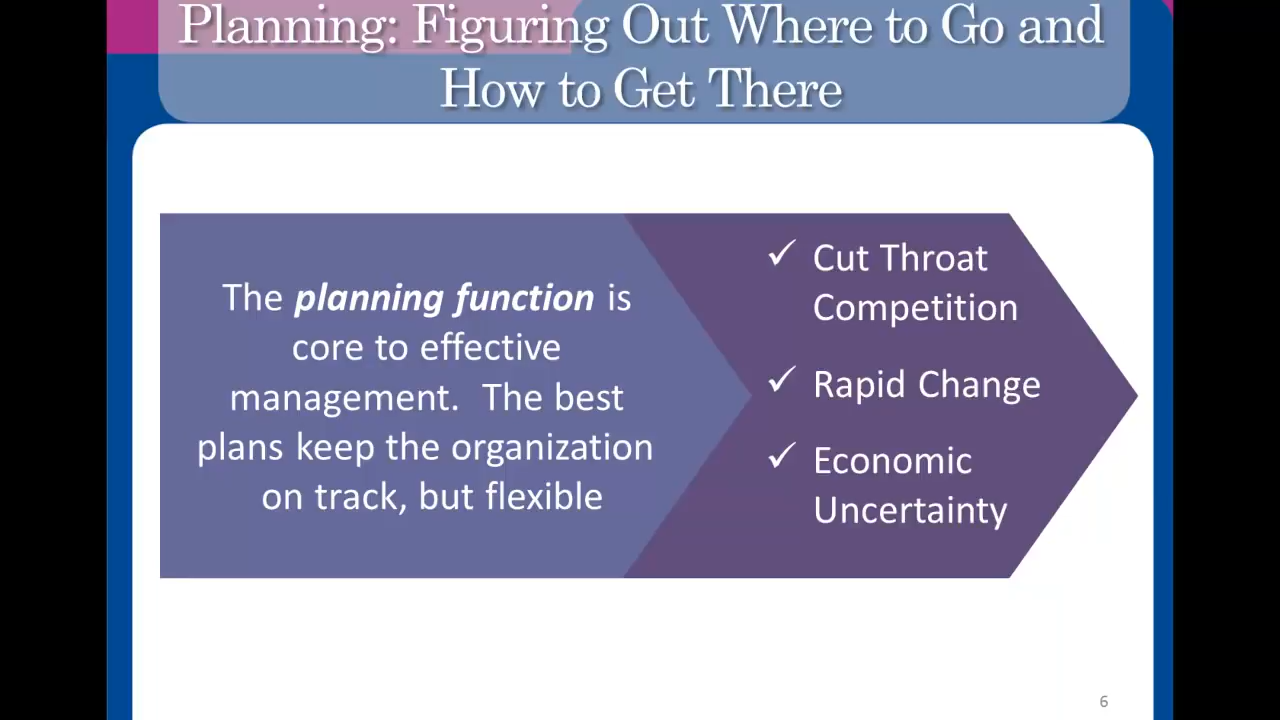 Planning: Figuring Out Where to Go and
How to Get There
The planning function is
core to effective
management.  The best
plans keep the organization
on track, but flexible
✓ Cut Throat
Competition
✓ Rapid Change
✓ Economic
Uncertainty
6